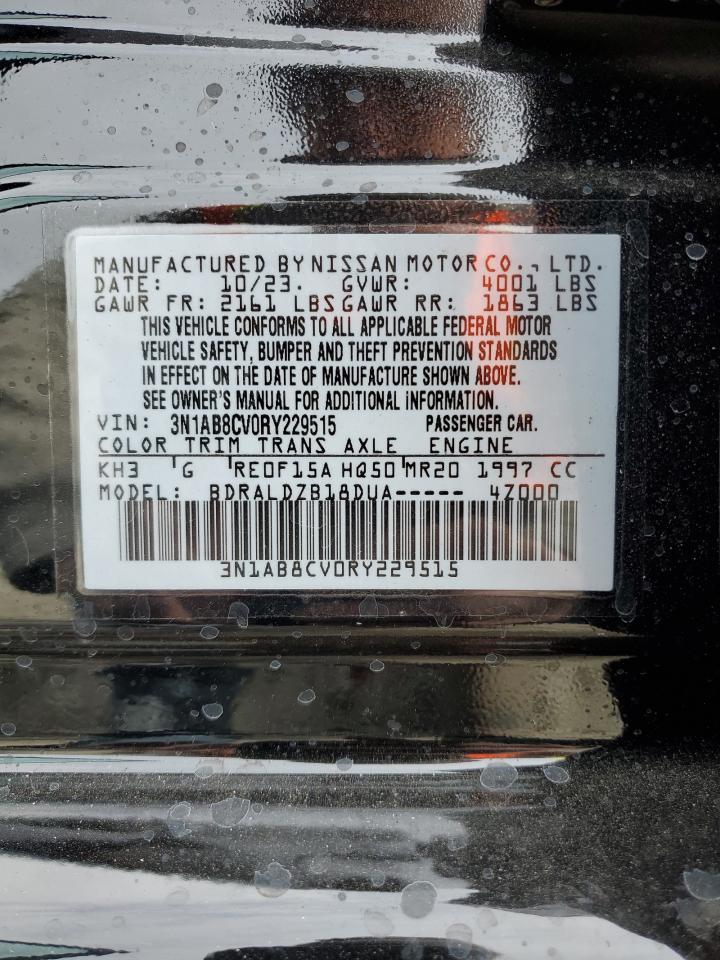 MANUFACTURED BY NISSAN MOTOR CO., LTD.
DATE: 10/23. GVWR: 4001 LBS
GAWR FR: 2161 LBS GAWR RR: 1863 LBS
THIS VEHICLE CONFORMS TO ALL APPLICABLE FEDERAL MOTOR
VEHICLE SAFETY, BUMPER AND THEFT PREVENTION STANDARDS
IN EFFECT ON THE DATE OF MANUFACTURE SHOWN ABOVE.
SEE OWNER'S MANUAL FOR ADDITIONAL INFORMATION.
VIN: 3N1AB8CV0RY229515 PASSENGER CAR.
COLOR TRIM TRANS AXLE ENGINE
KH3 G RE0F15A HQ50 MR20 1997 CC
MODEL: BDRALDZB18DUA----- 4Z000
3N1AB8CV0RY229515